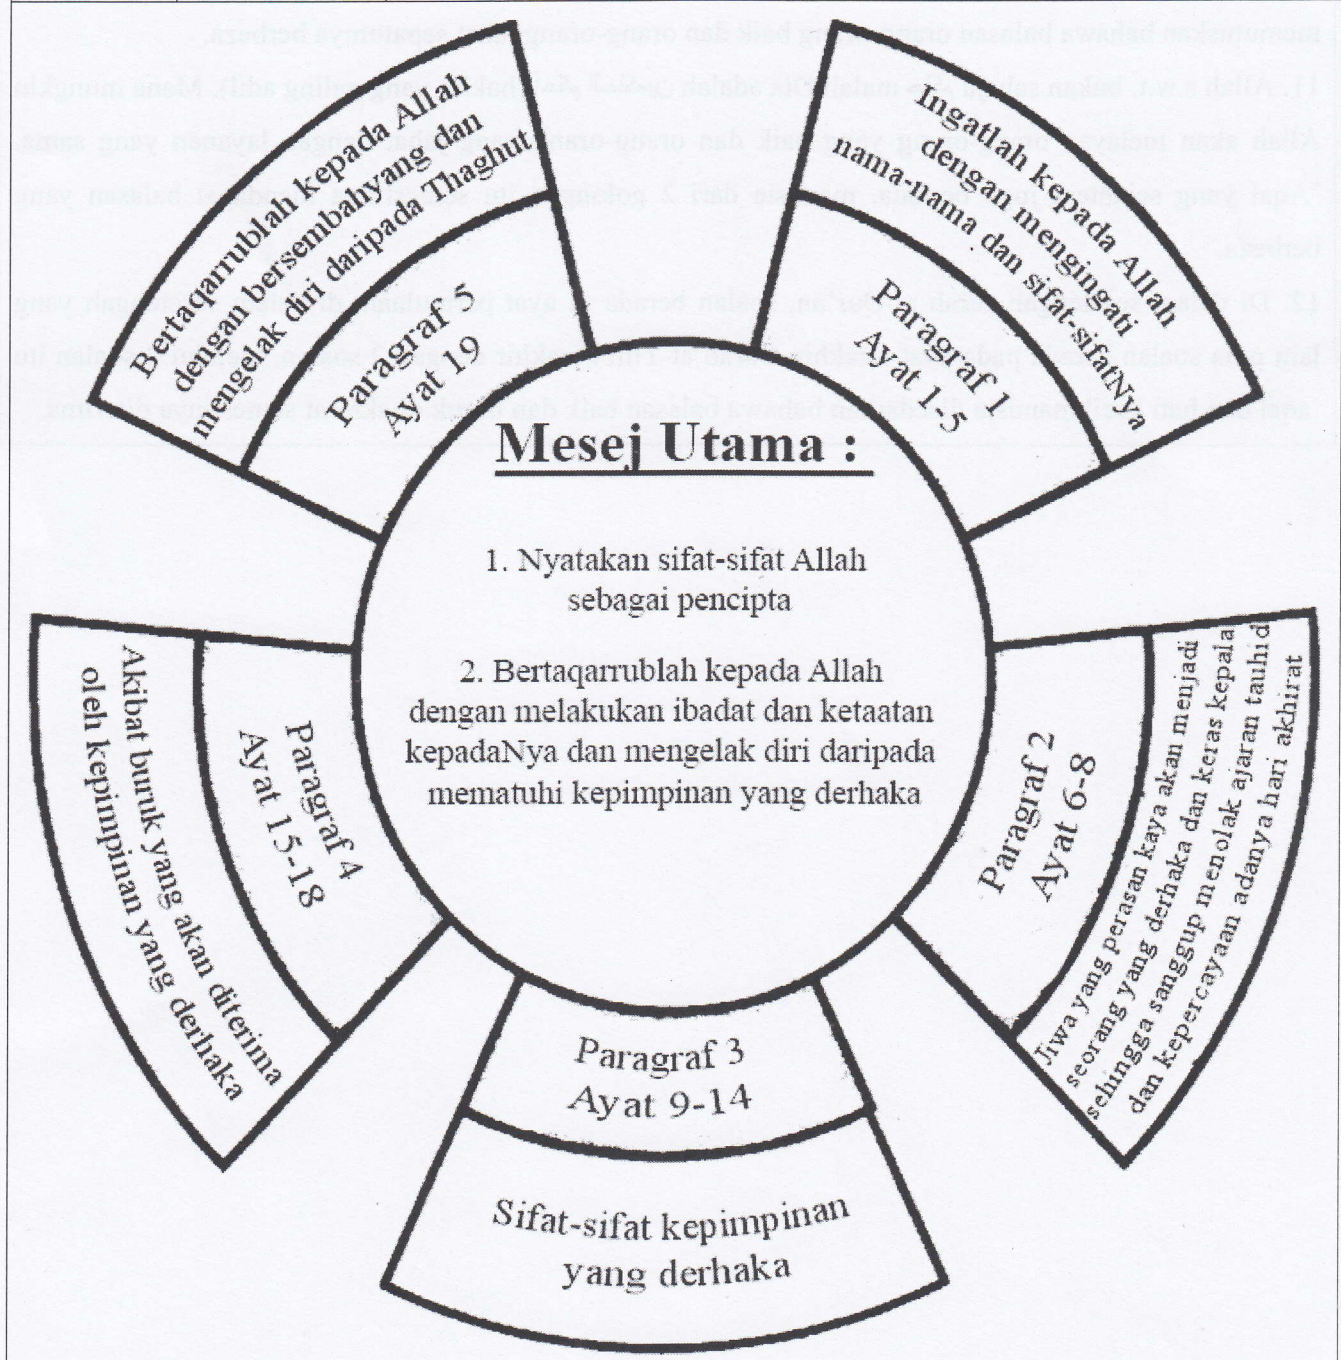 Mesej Utama :
1. Nyatakan sifat-sifat Allah
sebagai pencipta
2. Bertaqarrublah kepada Allah
dengan melakukan ibadat dan ketaatan
kepadaNya dan mengelak diri daripada
mematuhi kepimpinan yang derhaka
Ingatlah kepada Allah
dengan mengingati
nama-nama dan sifat-sifatNya
Paragraf 1
Ayat 1-5
Paragraf 2
Ayat 6-8
Jiwa yang perasan kaya akan menjadi
seorang yang derhaka dan keras kepala
sehingga sanggup menolak ajaran tauhid
dan kepercayaan adanya hari akhirat
Paragraf 3
Ayat 9-14
Sifat-sifat kepimpinan
yang derhaka
Paragraf 4
Ayat 15-18
Akibat buruk yang akan diterima
oleh kepimpinan yang derhaka
Bertaqarrublah kepada Allah
dengan bersembahyang dan
mengelak diri daripada Thaghut
Paragraf 5
Ayat 19